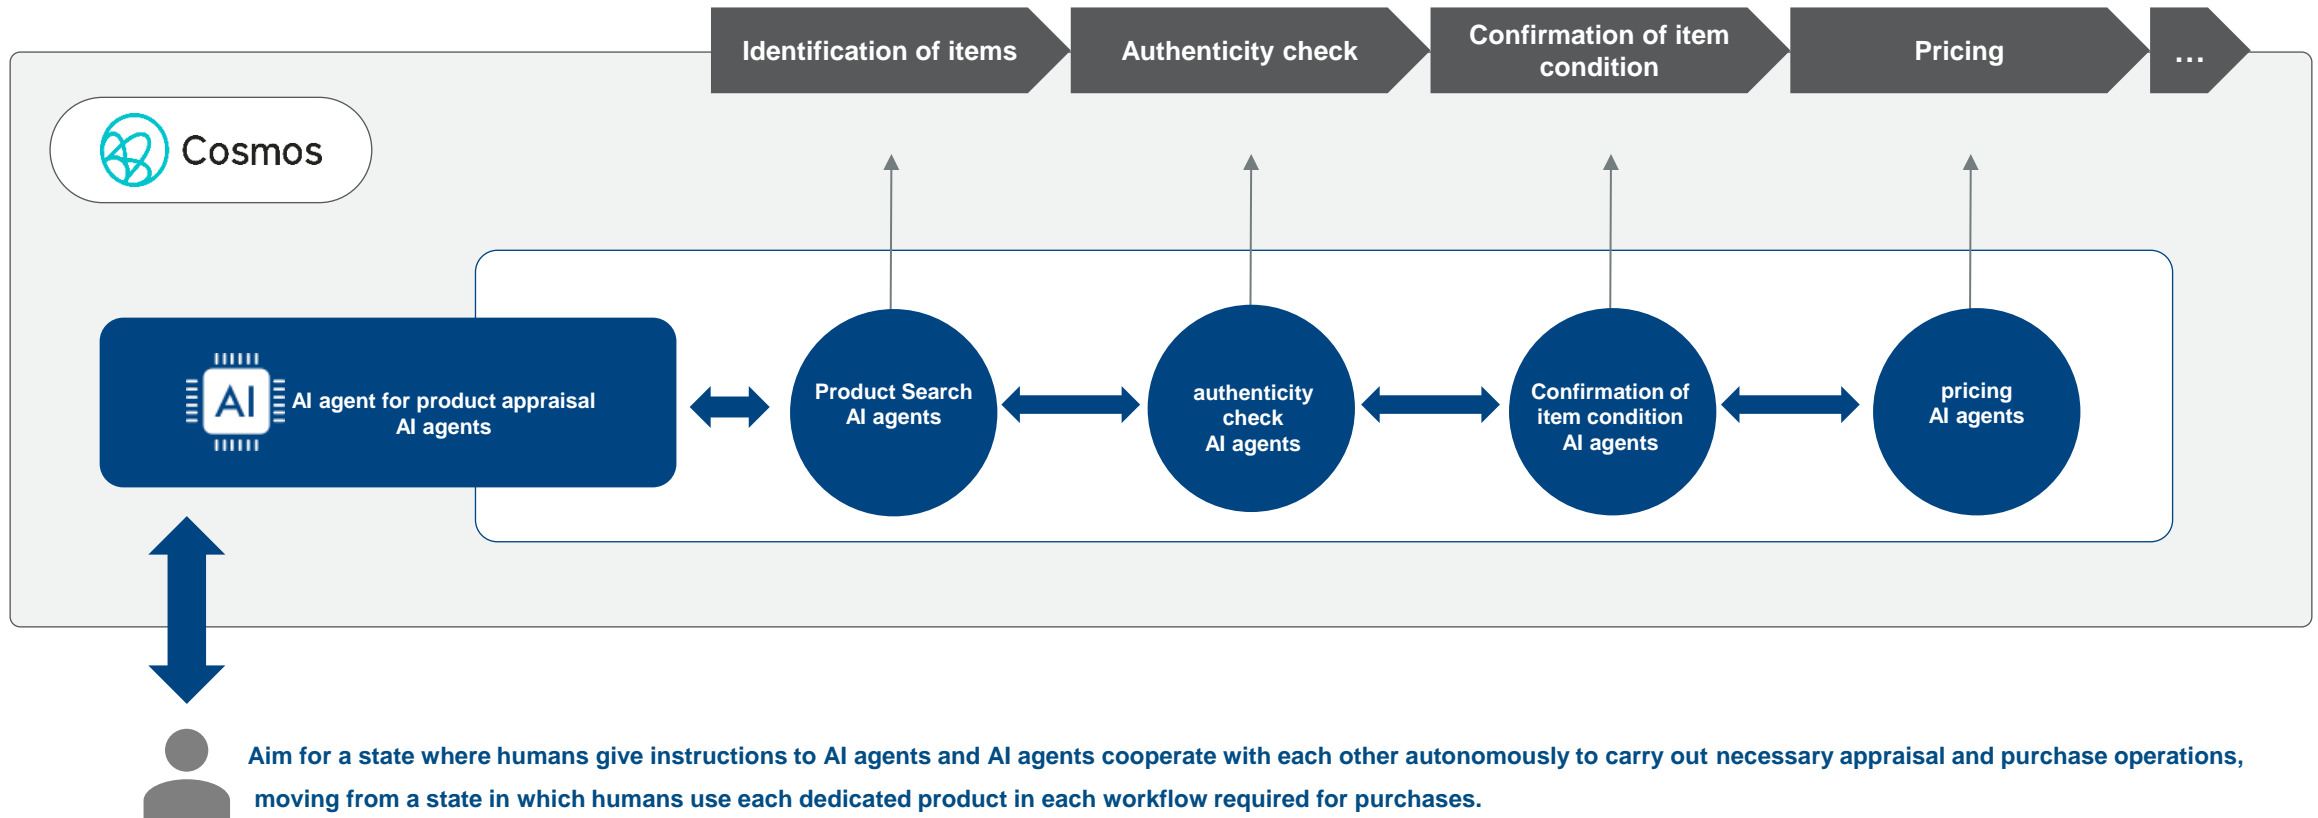 Identification of items
Authenticity check
Confirmation of item
condition
Pricing
...
Cosmos
AI
AI agent for product appraisal
AI agents
Product Search
AI agents
authenticity
check
AI agents
Confirmation of
item condition
AI agents
pricing
AI agents
Aim for a state where humans give instructions to AI agents and AI agents cooperate with each other autonomously to carry out necessary appraisal and purchase operations,
moving from a state in which humans use each dedicated product in each workflow required for purchases.